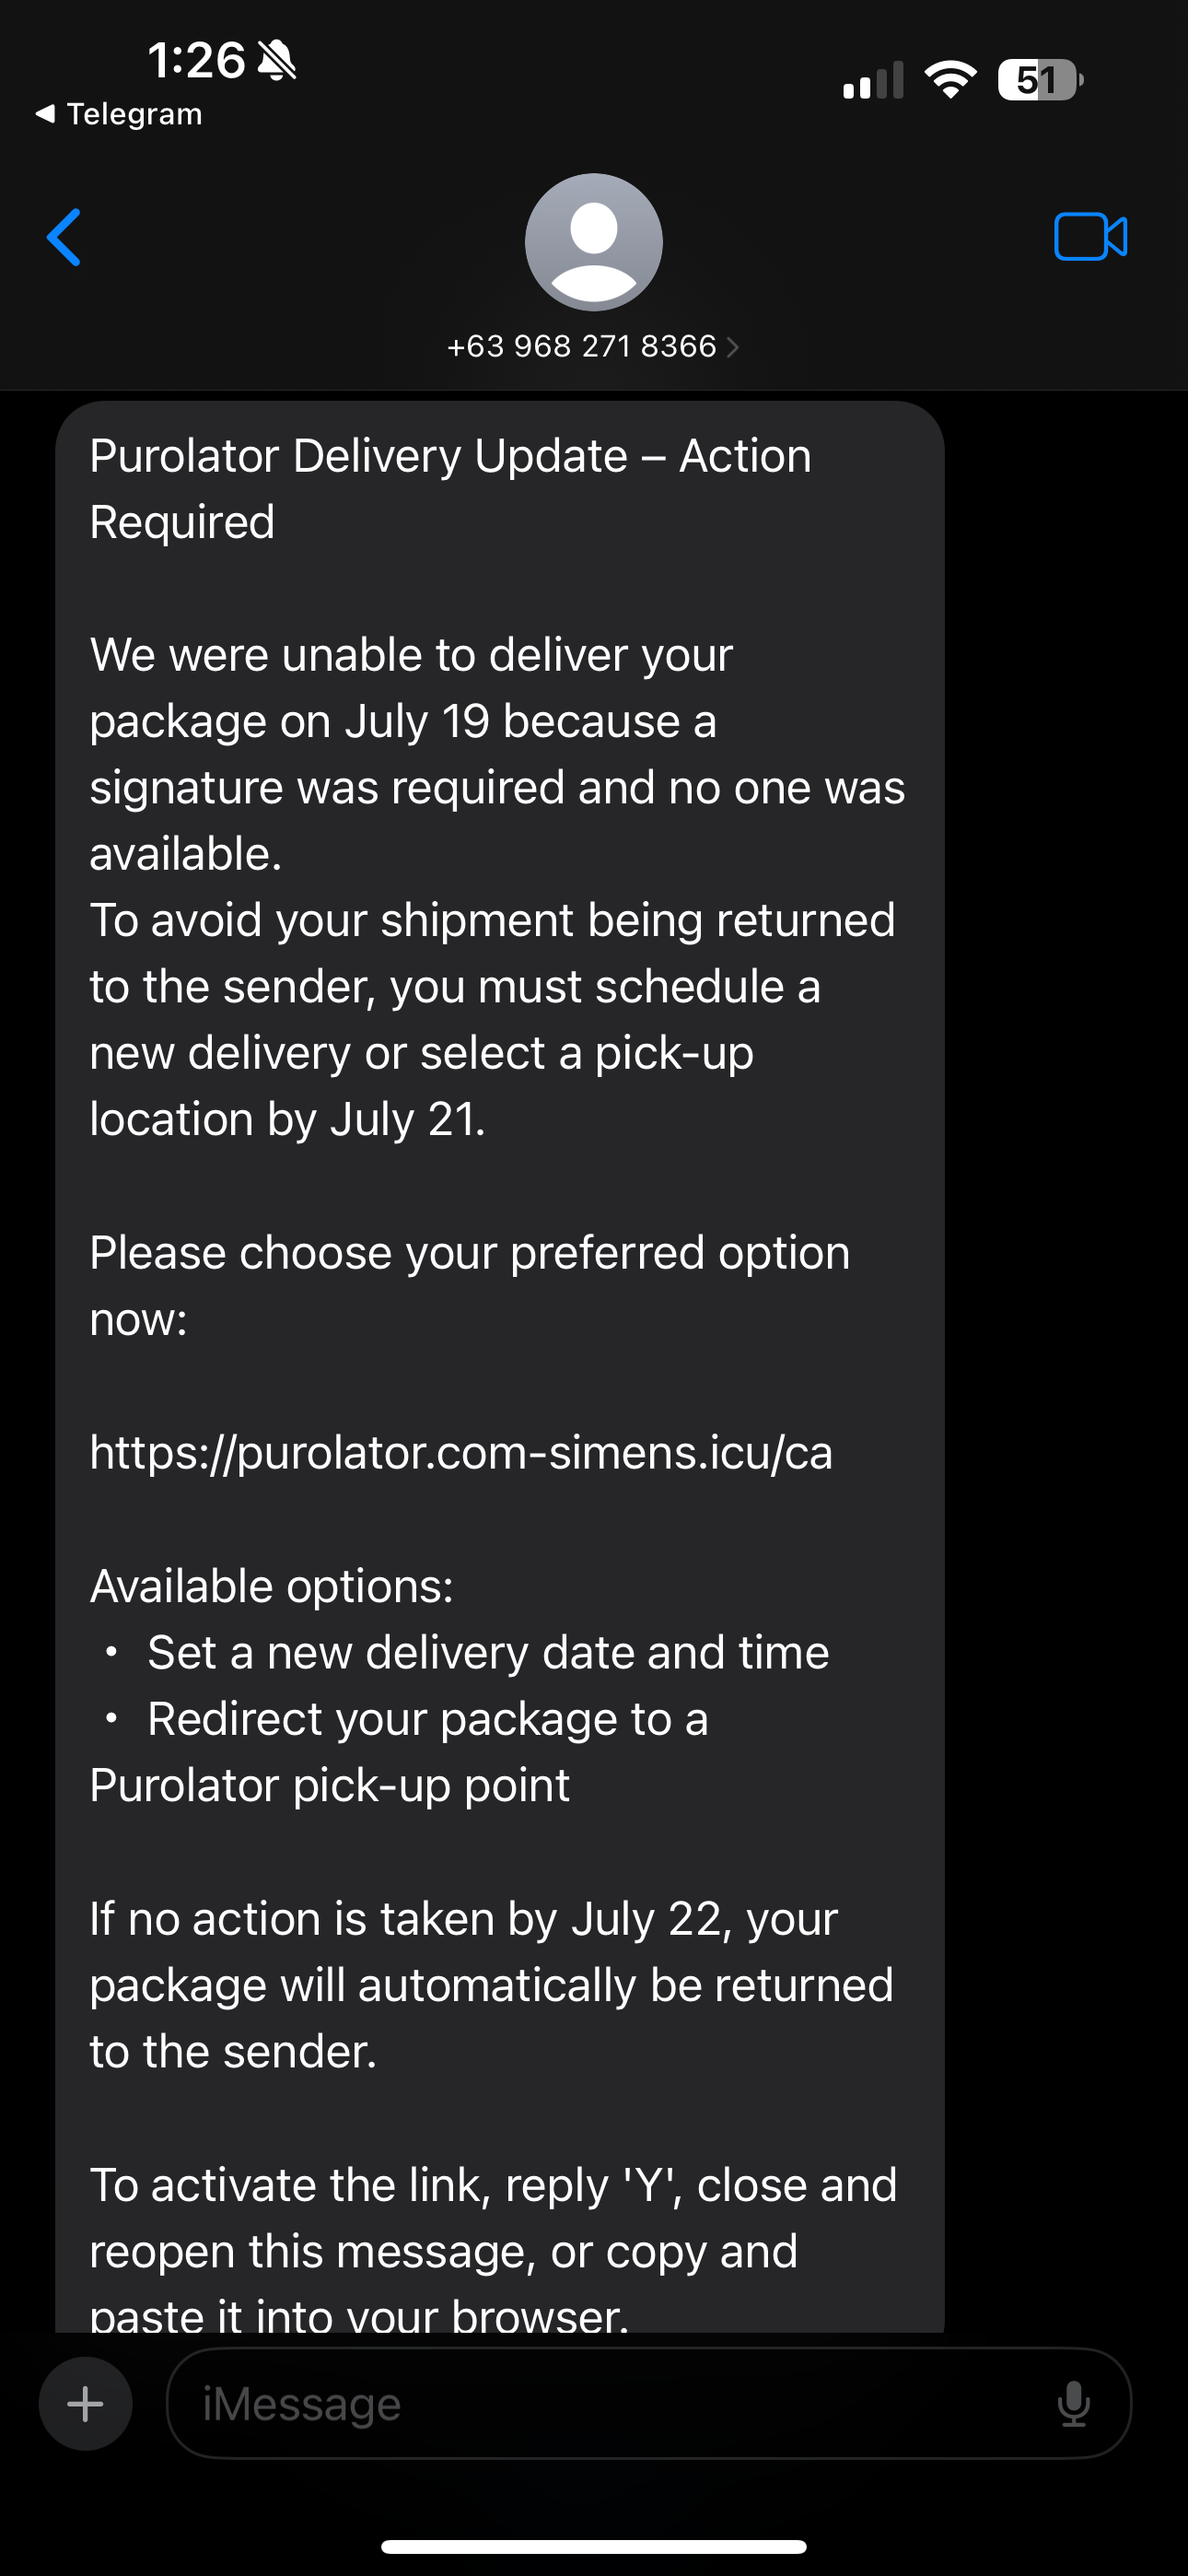 1:26
51
◀ Telegram
+63 968 271 8366
Purolator Delivery Update – Action
Required
We were unable to deliver your
package on July 19 because a
signature was required and no one was
available.
To avoid your shipment being returned
to the sender, you must schedule a
new delivery or select a pick-up
location by July 21.
Please choose your preferred option
now:
https://purolator.com-simens.icu/ca
Available options:
• Set a new delivery date and time
• Redirect your package to a
Purolator pick-up point
If no action is taken by July 22, your
package will automatically be returned
to the sender.
To activate the link, reply 'Y', close and
reopen this message, or copy and
paste it into your browser.
iMessage